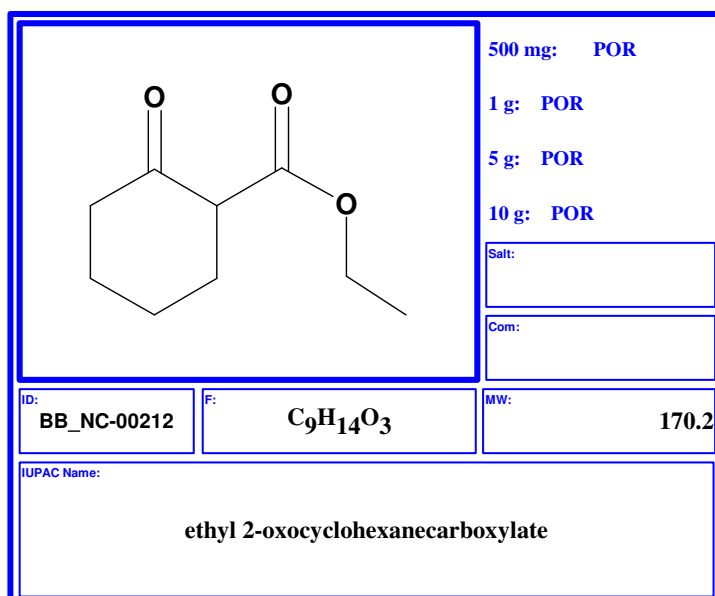 O
O
O
500 mg: POR
1 g: POR
5 g: POR
10 g: POR
Salt:
Com:
ID:
BB_NC-00212
F:
C9H14O3
MW:
170.2
IUPAC Name:
ethyl 2-oxocyclohexanecarboxylate